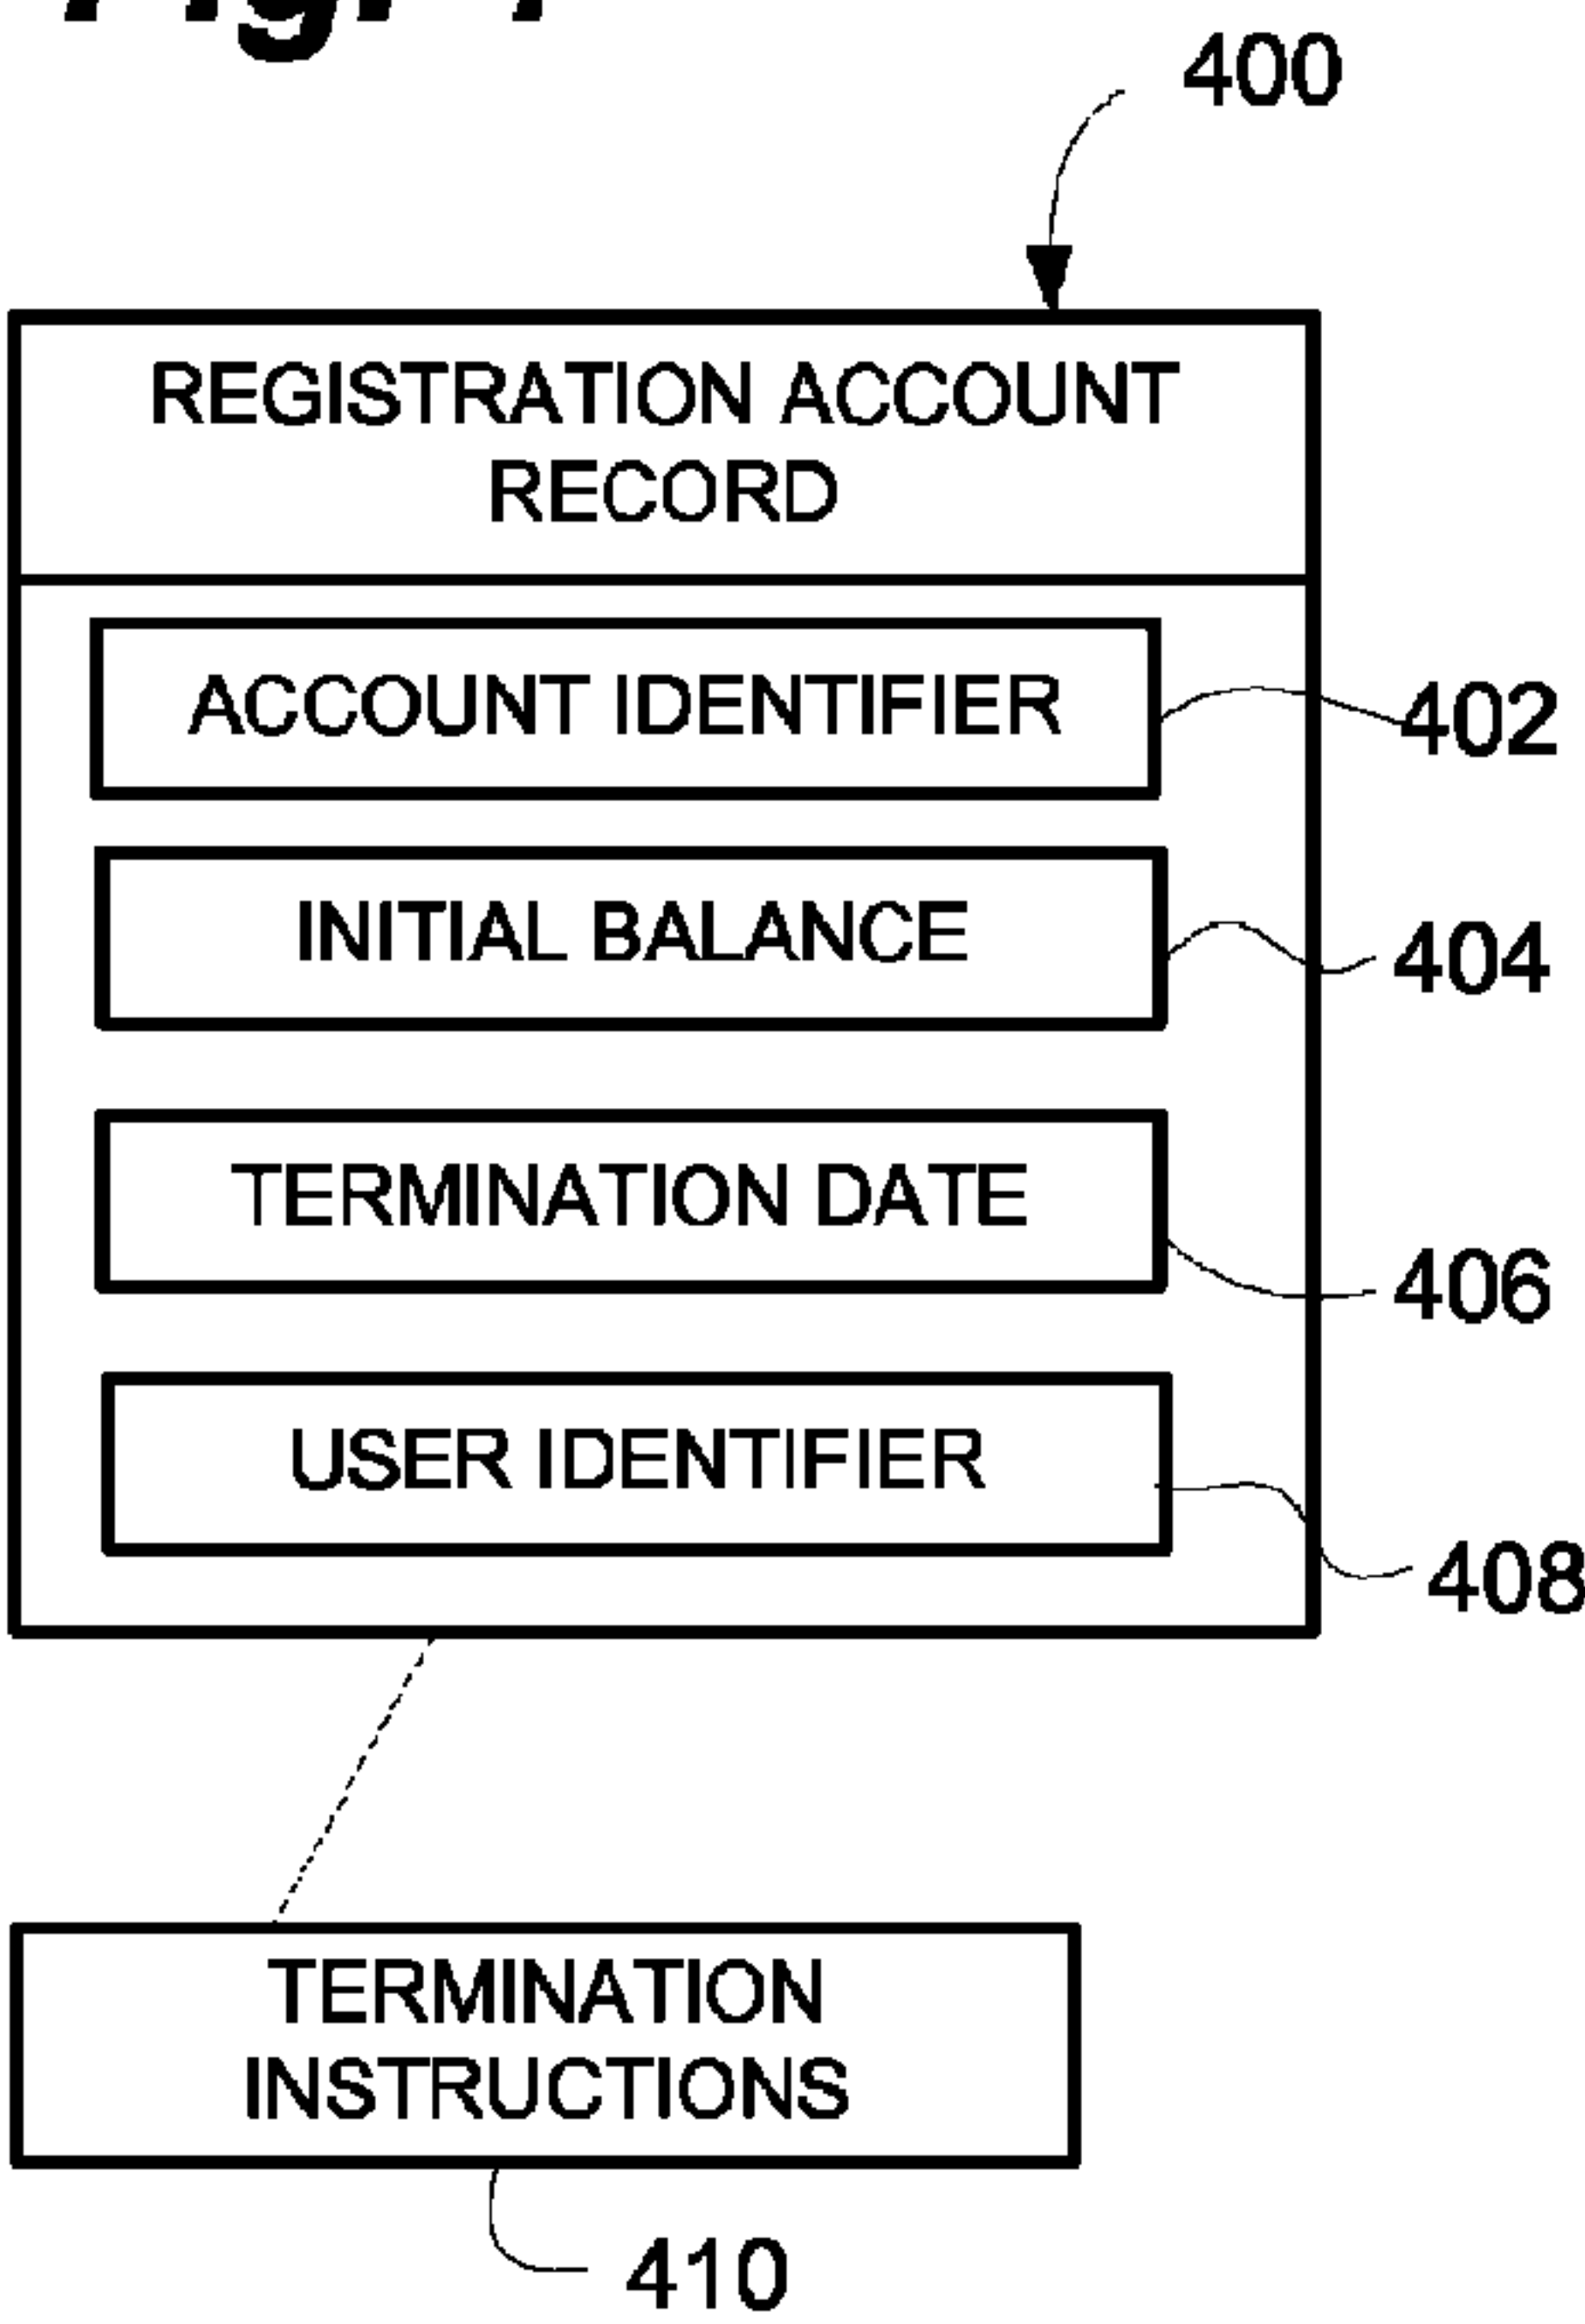 400
REGISTRATION ACCOUNT
RECORD
ACCOUNT IDENTIFIER
402
INITIAL BALANCE
404
TERMINATION DATE
406
USER IDENTIFIER
408
TERMINATION
INSTRUCTIONS
410